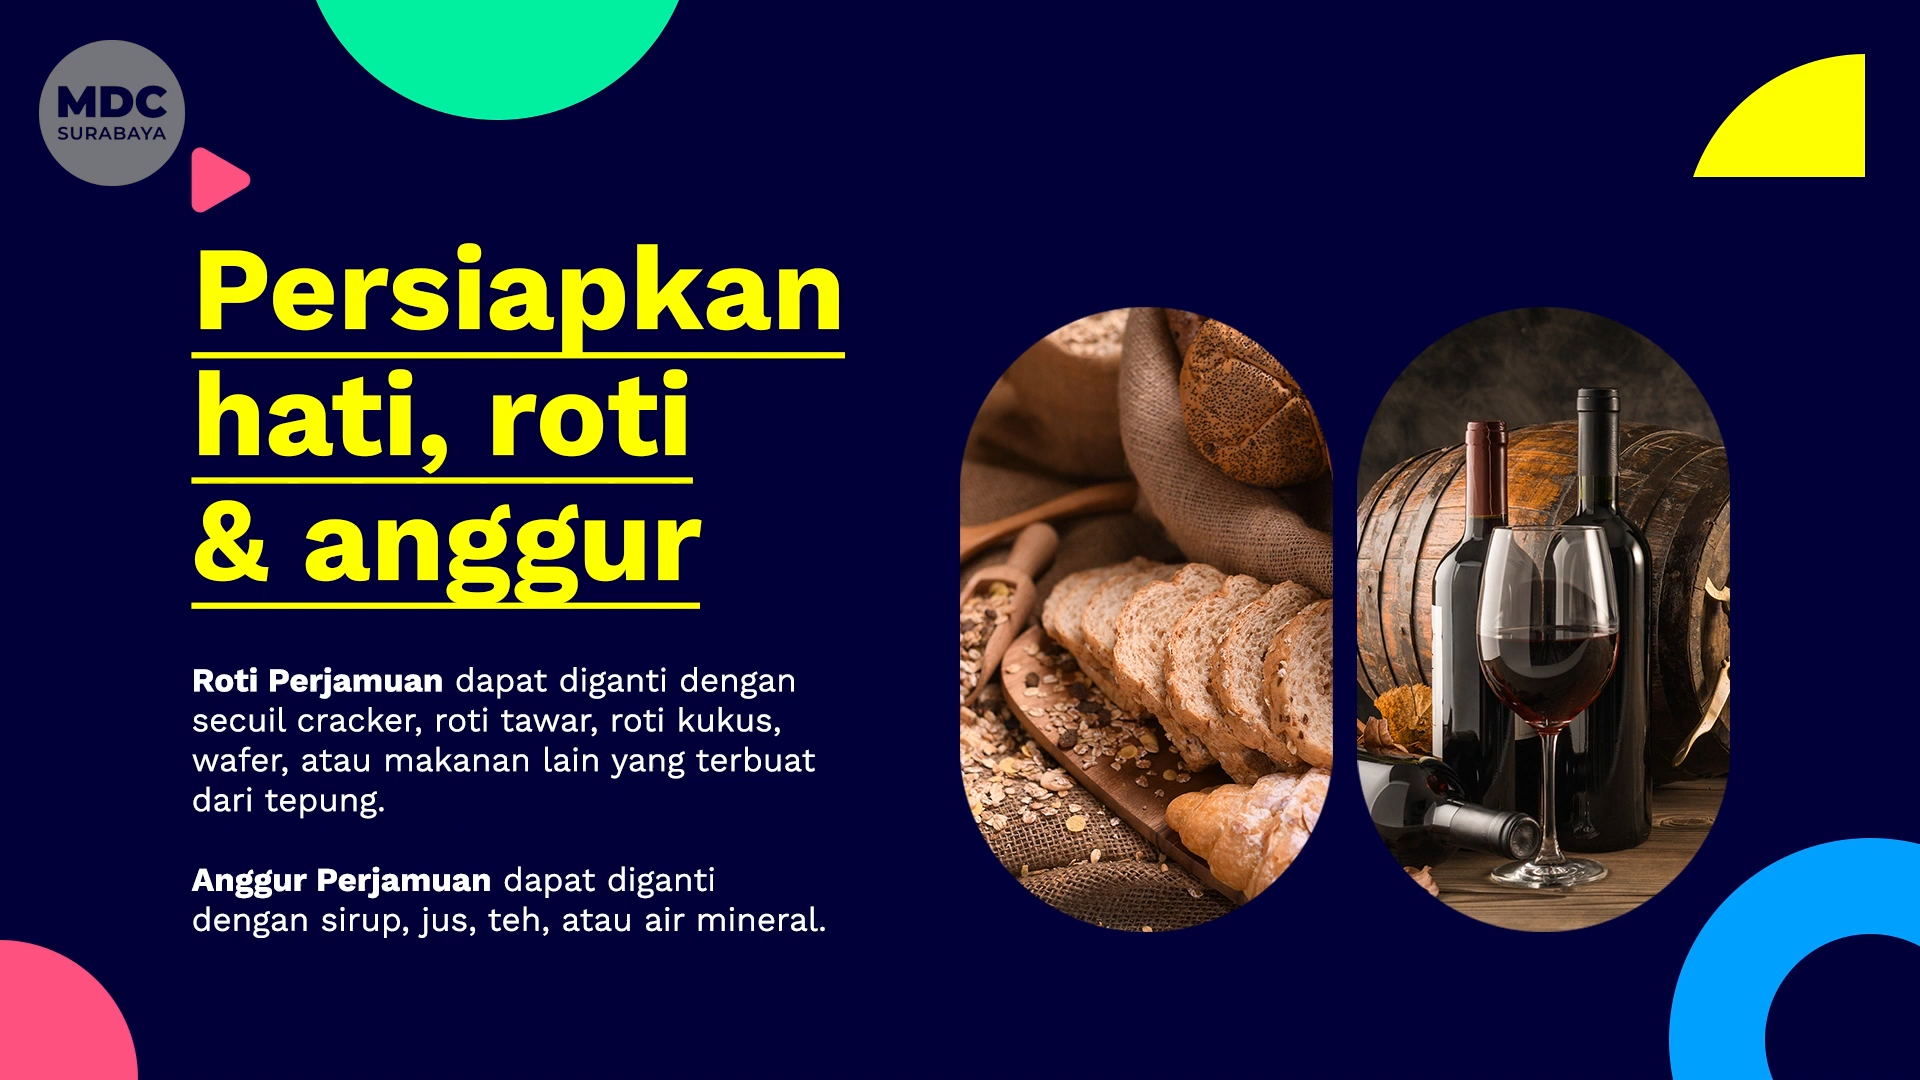 MDC
SURABAYA
Persiapkan
hati, roti
& anggur
Roti Perjamuan dapat diganti dengan
secuil cracker, roti tawar, roti kukus,
wafer, atau makanan lain yang terbuat
dari tepung.
Anggur Perjamuan dapat diganti
dengan sirup, jus, teh, atau air mineral.